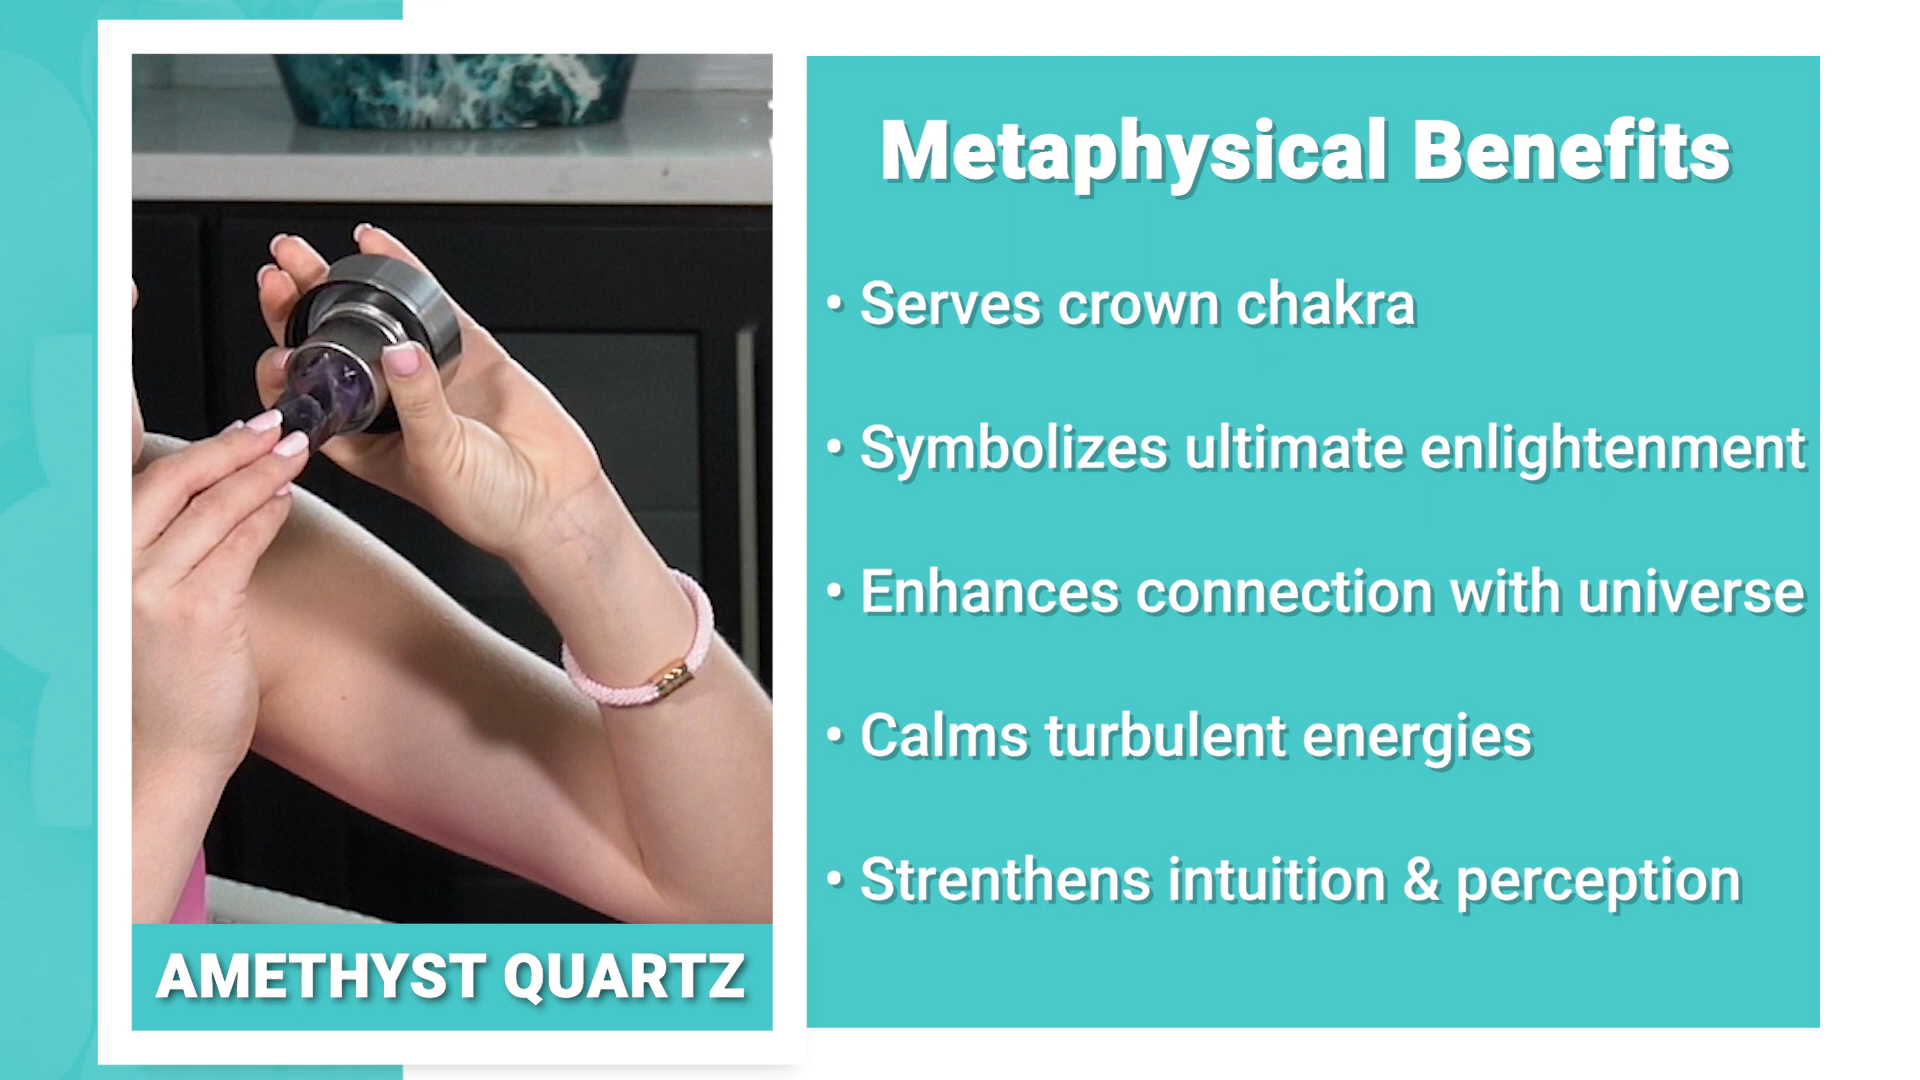 Metaphysical Benefits
• Serves crown chakra
• Symbolizes ultimate enlightenment
• Enhances connection with universe
• Calms turbulent energies
• Strenthens intuition & perception
AMETHYST QUARTZ